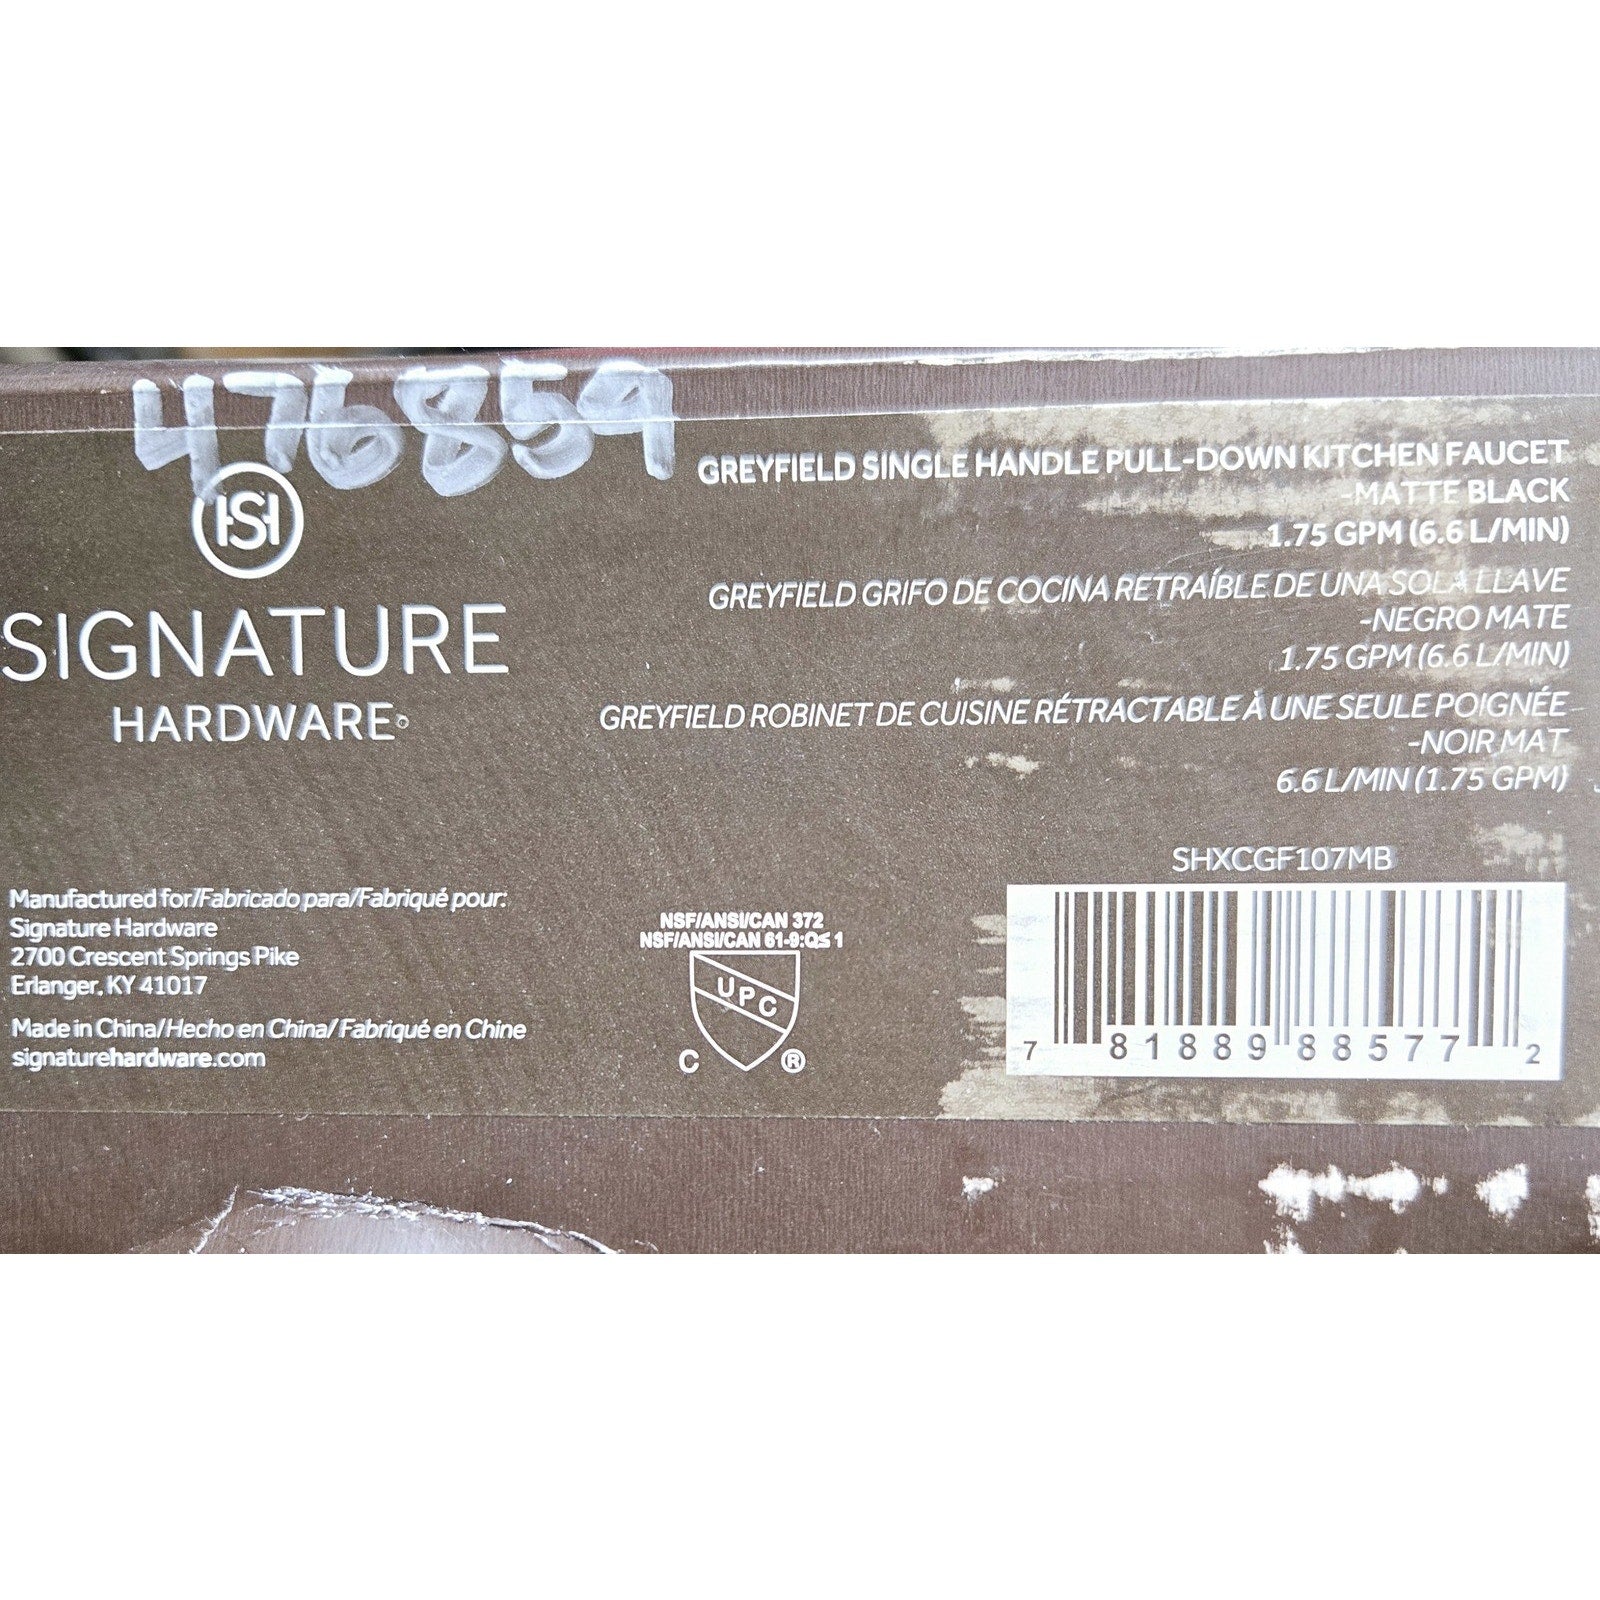 476859
ISI
SIGNATURE
HARDWARE®
GREYFIELD SINGLE HANDLE PULL-DOWN KITCHEN FAUCET
-MATTE BLACK
1.75 GPM (6.6 L/MIN)
GREYFIELD GRIFO DE COCINA RETRAÍBLE DE UNA SOLA LLAVE
-NEGRO MATE
1.75 GPM (6.6 L/MIN)
GREYFIELD ROBINET DE CUISINE RÉTRACTABLE À UNE SEULE POIGNÉE
-NOIR MAT
6.6 L/MIN (1.75 GPM)
Manufactured for/Fabricado para/Fabriqué pour:
Signature Hardware
2700 Crescent Springs Pike
Erlanger, KY 41017
Made in China/Hecho en China/Fabriqué en Chine
signaturehardware.com
NSF/ANSI/CAN 372
NSF/ANSI/CAN 61-9:Q≤ 1
UPC
C ®
SHXCGF107MB
7 81889 88577 2